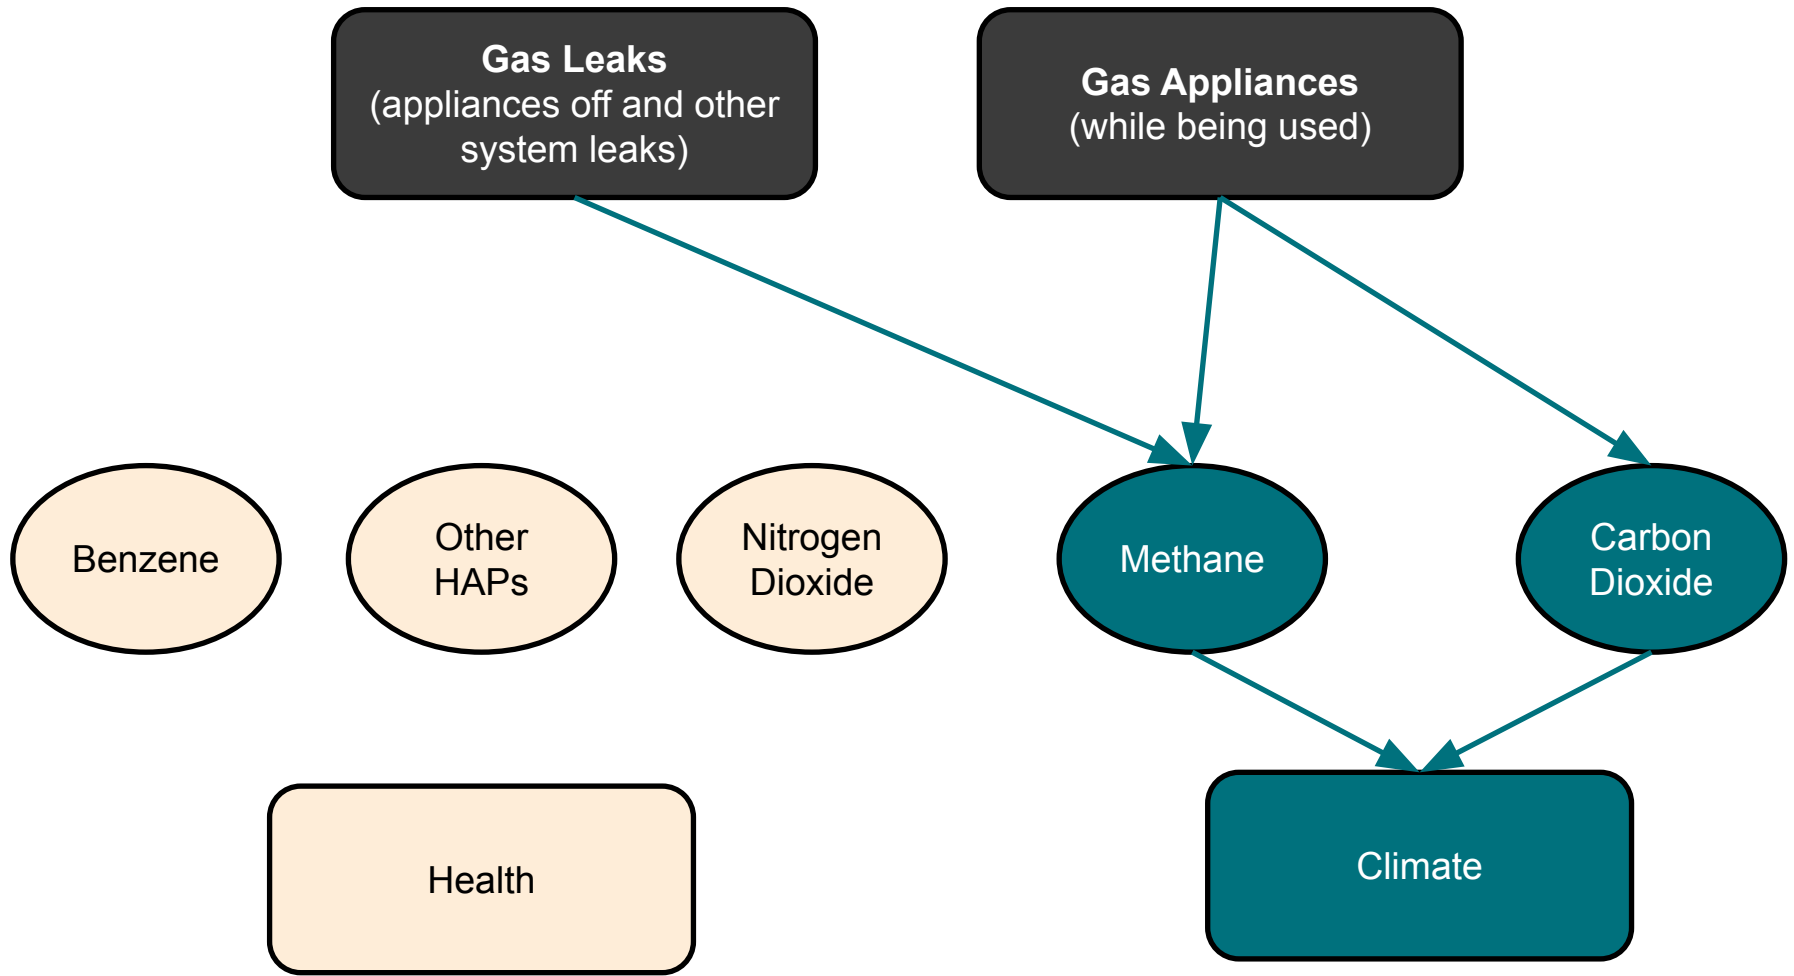 Gas Leaks
(appliances off and other
system leaks)
Gas Appliances
(while being used)
Benzene
Other
HAPs
Nitrogen
Dioxide
Methane
Carbon
Dioxide
Health
Climate